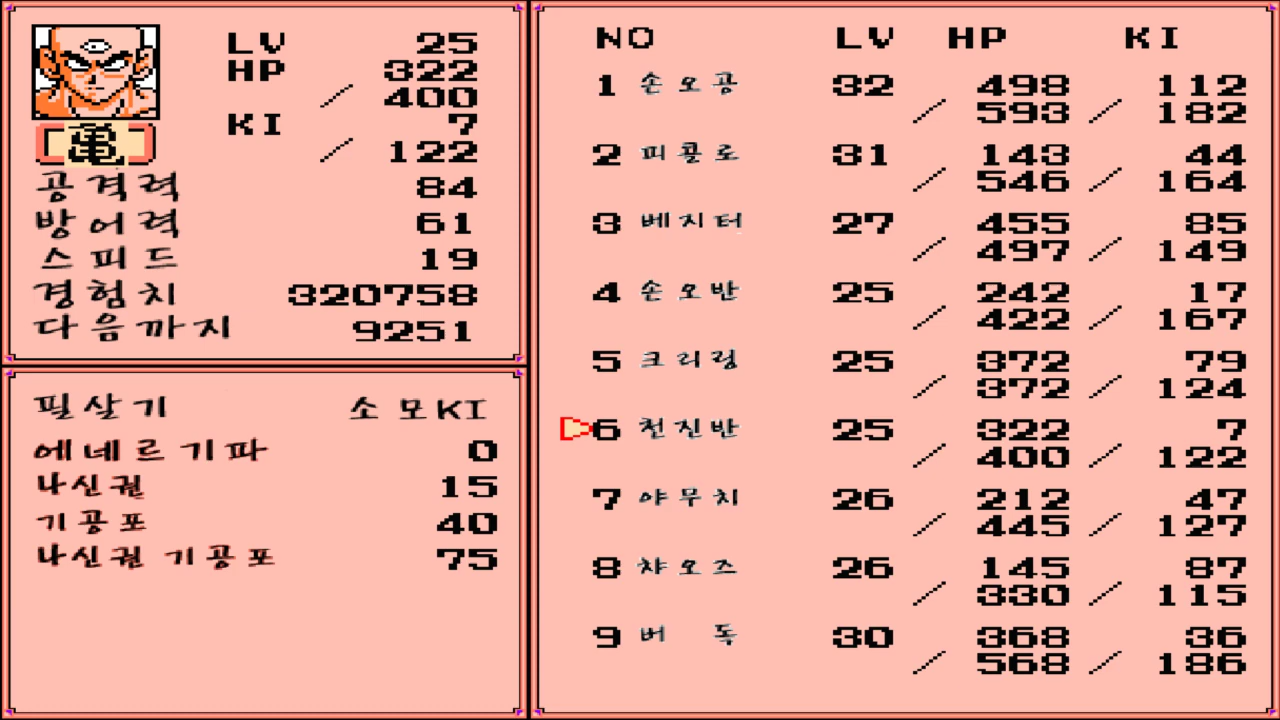 LV 25
HP 322
/ 400
KI 7
/ 122
공격력 84
방어력 61
스피드 19
경험치 320758
다음까지 9251
필살기 소모KI
에네르기파 0
나신권 15
기공포 40
나신권 기공포 75
NO LV HP KI
1 손오공 32 498 112
/ 593 / 182
2 피콜로 31 143 44
/ 546 / 164
3 베지터 27 455 85
/ 497 / 149
4 손오반 25 242 17
/ 422 / 167
5 크리링 25 372 79
/ 372 / 124
6 천진반 25 322 7
/ 400 / 122
7 야무치 26 212 47
/ 445 / 127
8 챠오즈 26 145 87
/ 330 / 115
9 버 독 30 368 36
/ 568 / 186